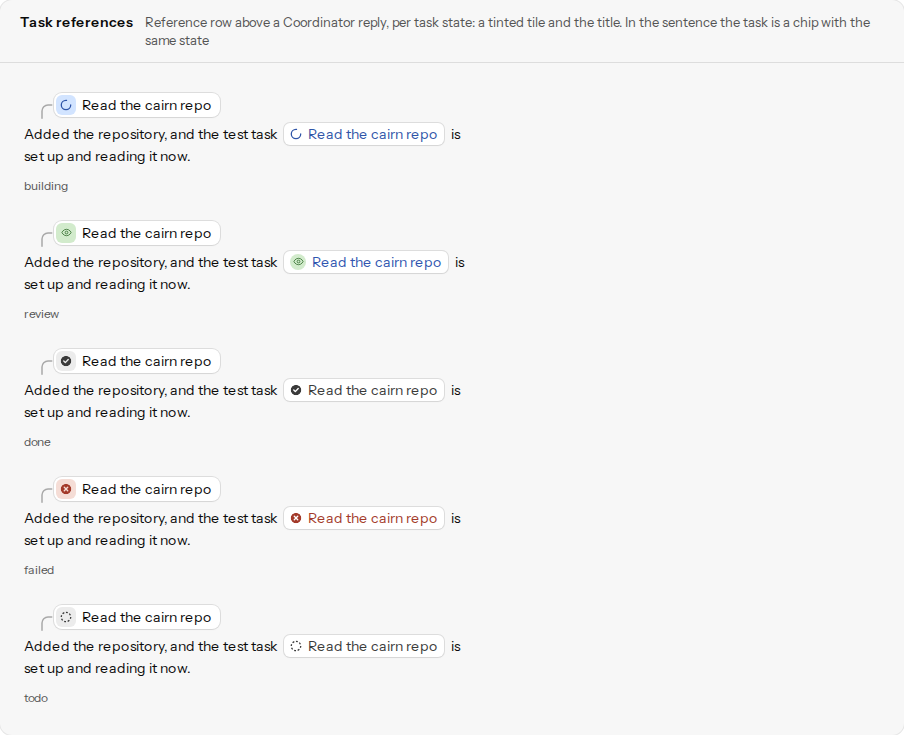 Task references Reference row above a Coordinator reply, per task state: a tinted tile and the title. In the sentence the task is a chip with the
same state
Read the cairn repo
Added the repository, and the test task Read the cairn repo is
set up and reading it now.
building
Read the cairn repo
Added the repository, and the test task Read the cairn repo is
set up and reading it now.
review
Read the cairn repo
Added the repository, and the test task Read the cairn repo is
set up and reading it now.
done
Read the cairn repo
Added the repository, and the test task Read the cairn repo is
set up and reading it now.
failed
Read the cairn repo
Added the repository, and the test task Read the cairn repo is
set up and reading it now.
todo